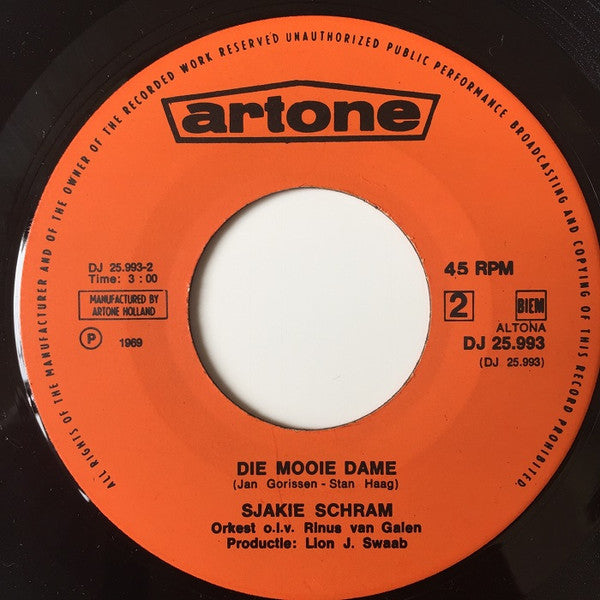 ALL RIGHTS OF THE MANUFACTURER AND OF THE OWNER OF THE RECORDED WORK RESERVED UNAUTHORIZED PUBLIC PERFORMANCE BROADCASTING AND COPYING OF THIS RECORD PROHIBITED.
artone
DJ 25.993-2
Time: 3 : 00
MANUFACTURED BY
ARTONE HOLLAND
P 1969
45 RPM
2 BIEM
ALTONA
DJ 25.993
(DJ 25.993)
DIE MOOIE DAME
(Jan Gorissen - Stan Haag)
SJAKIE SCHRAM
Orkest o.l.v. Rinus van Galen
Productie: Lion J. Swaab